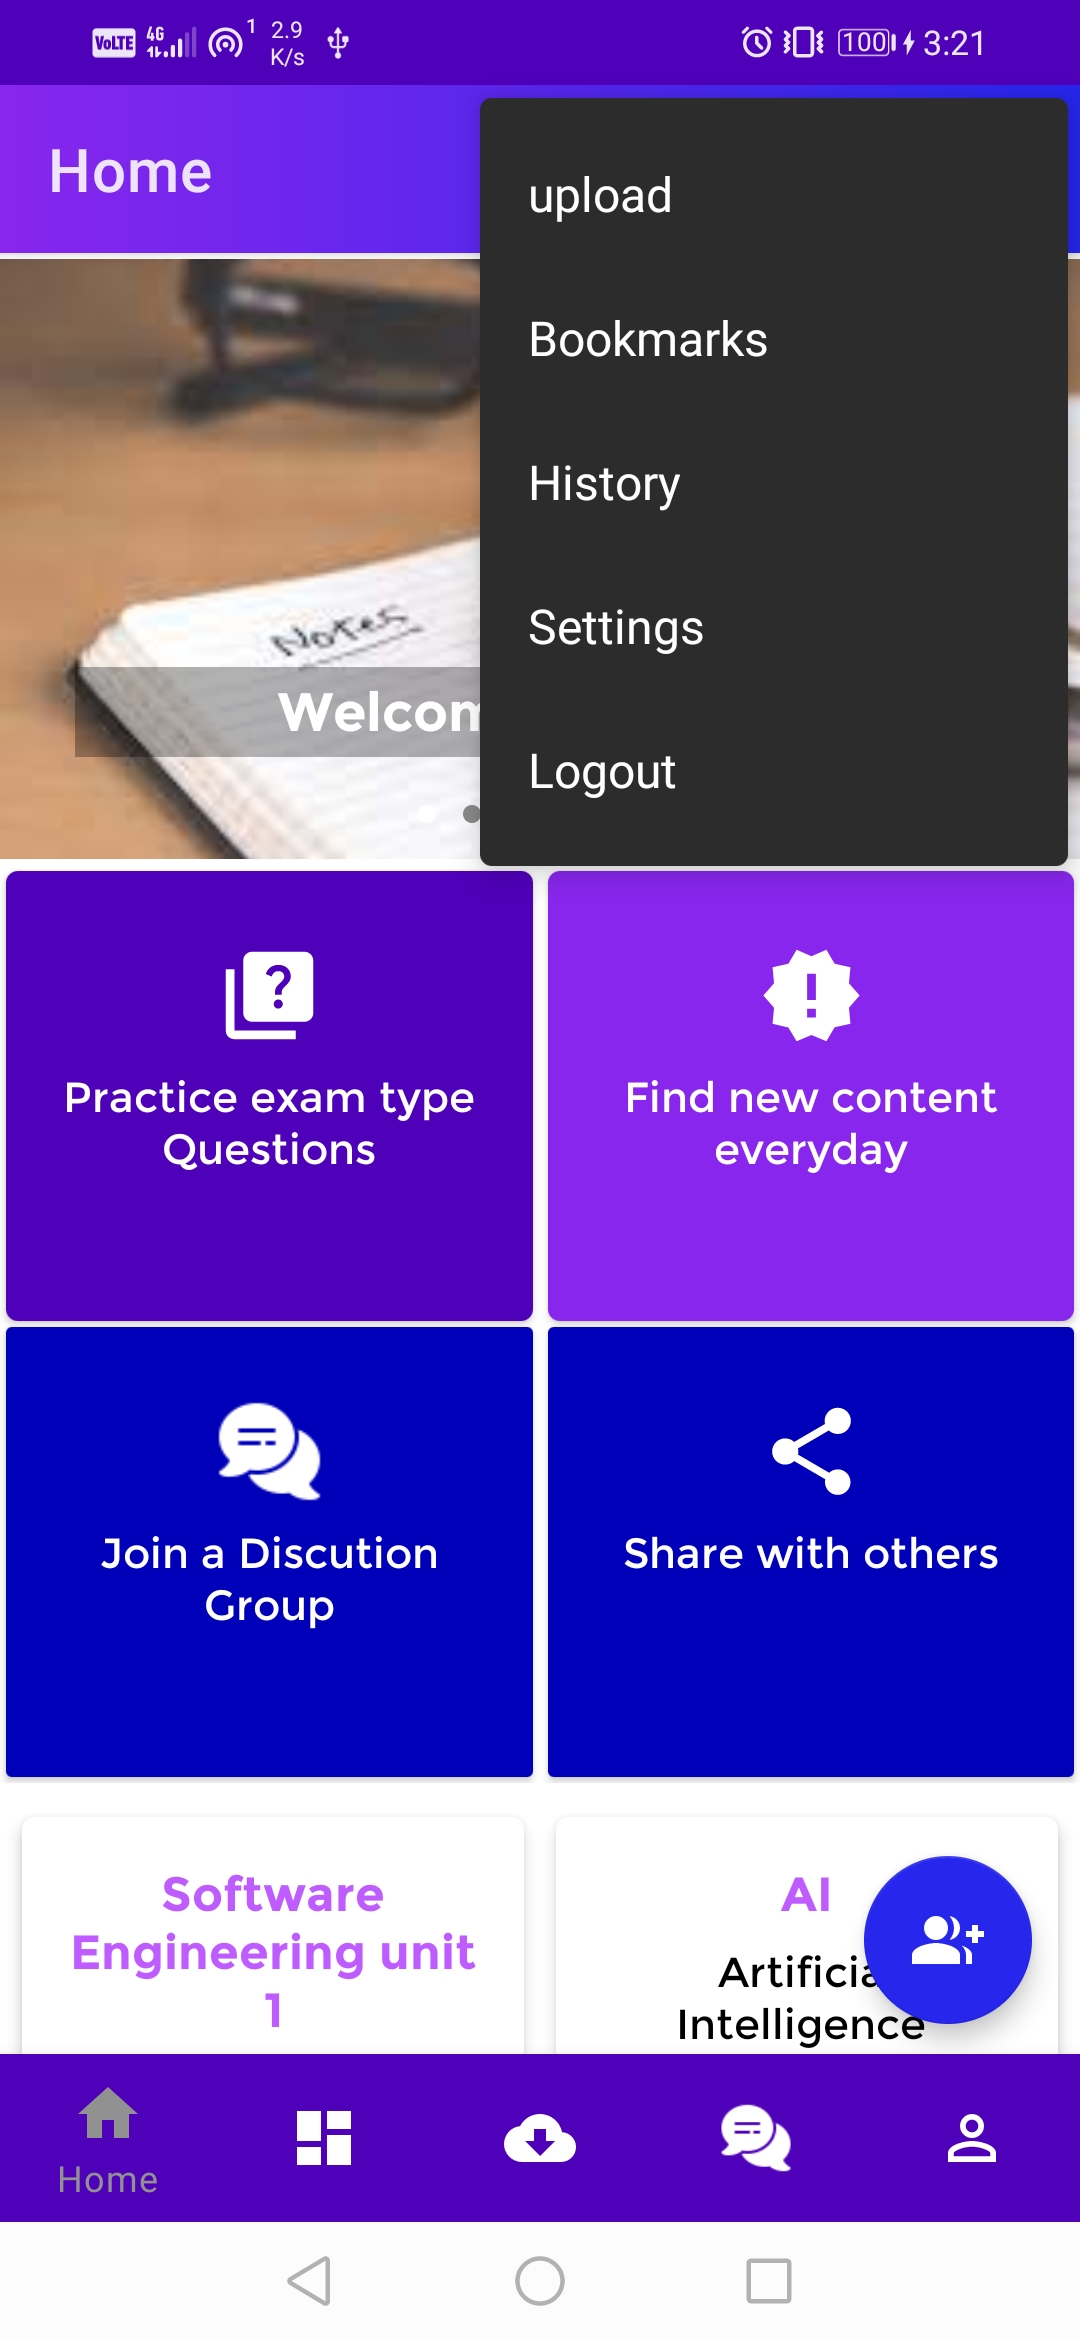 VoLTE 4G 1 2.9 K/s 100 3:21
Home
upload
Bookmarks
History
Settings
Logout
Notes
Welcom
Practice exam type
Questions
Find new content
everyday
Join a Discution
Group
Share with others
Software
Engineering unit
1
AI
Artificia
Intelligence
Home